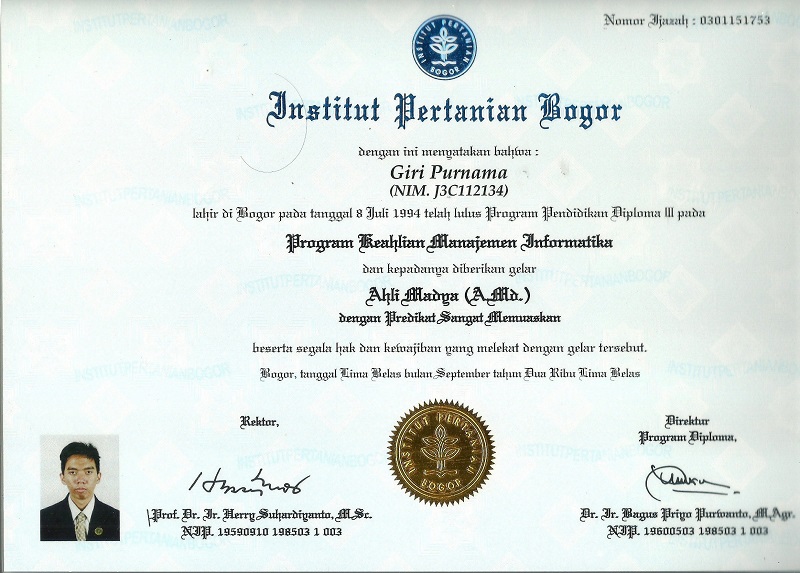 Nomor Ijazah : 0301151753
INSTITUT PERTANIAN
BOGOR
Institut Pertanian Bogor
dengan ini menyatakan bahwa :
Giri Purnama
(NIM. J3C112134)
lahir di Bogor pada tanggal 8 Juli 1994 telah lulus Program Pendidikan Diploma III pada
Program Keahlian Manajemen Informatika
dan kepadanya diberikan gelar
Ahli Madya (A.Md.)
dengan Predikat Sangat Memuaskan
beserta segala hak dan kewajiban yang melekat dengan gelar tersebut.
Bogor, tanggal Lima Belas bulan September tahun Dua Ribu Lima Belas
Rektor,
Direktur
Program Diploma,
INSTITUT PERTANIAN
BOGOR
Prof. Dr. Ir. Herry Suhardiyanto, M.Sc.
NIP. 19590910 198503 1 003
Dr. Ir. Bagus Priyo Purwanto, M.Agr.
NIP. 19600503 198503 1 003